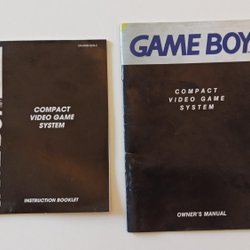 COMPACT
VIDEO GAME
SYSTEM
INSTRUCTION BOOKLET
GAME BOY
COMPACT
VIDEO GAME
SYSTEM
OWNER'S MANUAL